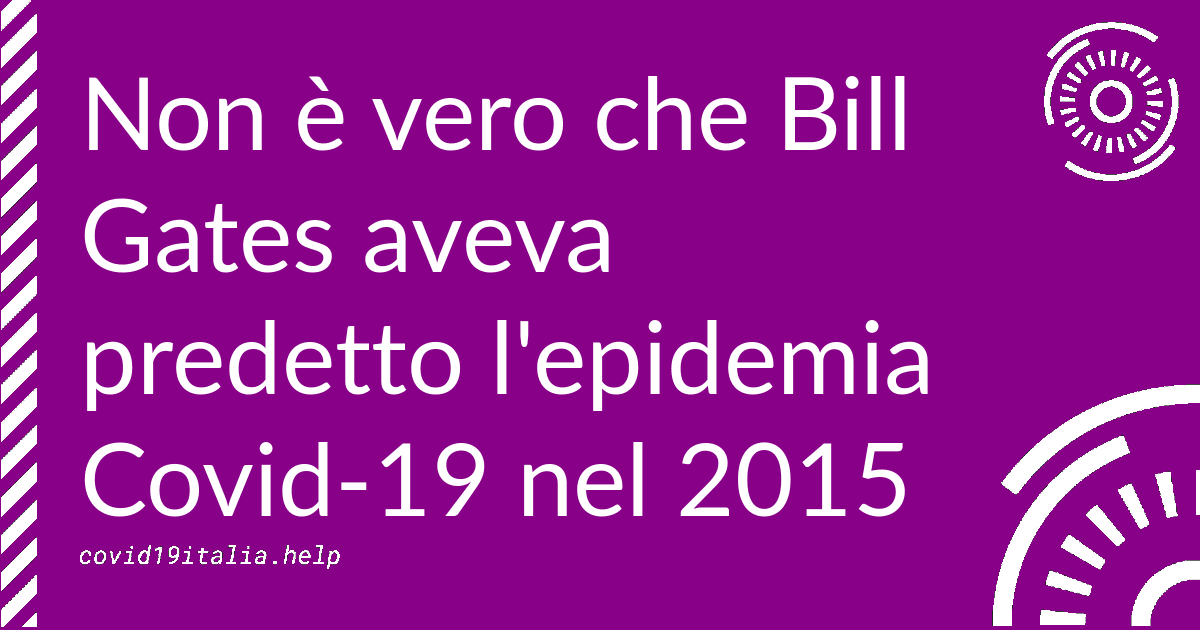 Non è vero che Bill
Gates aveva
predetto l'epidemia
Covid-19 nel 2015
covid19italia.help